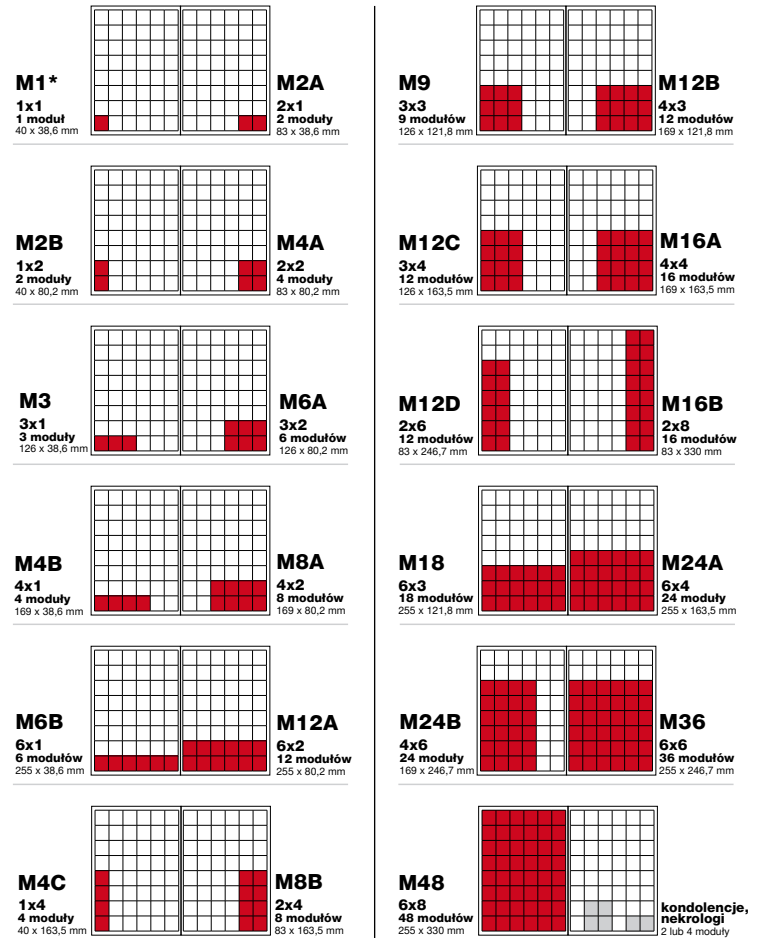 M1*
1x1
1 moduł
40 x 38,6 mm
M2A
2x1
2 moduły
83 x 38,6 mm
M2B
1x2
2 moduły
40 x 80,2 mm
M4A
2x2
4 moduły
83 x 80,2 mm
M3
3x1
3 moduły
126 x 38,6 mm
M6A
3x2
6 modułów
126 x 80,2 mm
M4B
4x1
4 moduły
169 x 38,6 mm
M8A
4x2
8 modułów
169 x 80,2 mm
M6B
6x1
6 modułów
255 x 38,6 mm
M12A
6x2
12 modułów
255 x 80,2 mm
M4C
1x4
4 moduły
40 x 163,5 mm
M8B
2x4
8 modułów
83 x 163,5 mm
M9
3x3
9 modułów
126 x 121,8 mm
M12B
4x3
12 modułów
169 x 121,8 mm
M12C
3x4
12 modułów
126 x 163,5 mm
M16A
4x4
16 modułów
169 x 163,5 mm
M12D
2x6
12 modułów
83 x 246,7 mm
M16B
2x8
16 modułów
83 x 330 mm
M18
6x3
18 modułów
255 x 121,8 mm
M24A
6x4
24 moduły
255 x 163,5 mm
M24B
4x6
24 moduły
169 x 246,7 mm
M36
6x6
36 modułów
255 x 246,7 mm
M48
6x8
48 modułów
255 x 330 mm
kondolencje,
nekrologi
2 lub 4 moduły